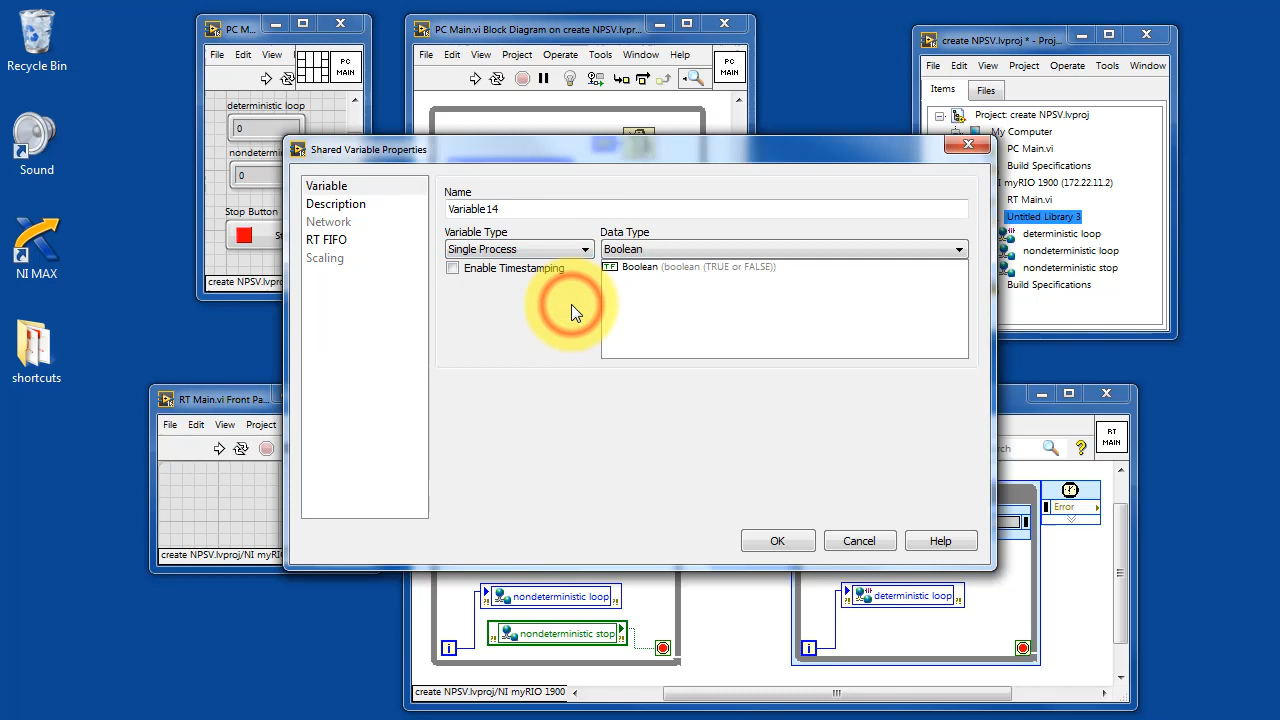 Recycle Bin
Sound
NI MAX
shortcuts
PC M...
File Edit View
PC
MAIN
deterministic loop
0
nondetermi
0
Stop Button
St
create NPSV.lvpro
PC Main.vi Block Diagram on create NPSV.lvpr...
File Edit View Project Operate Tools Window Help
PC
MAIN
create NPSV.lvproj * - Proj...
File Edit View Project Operate Tools Window
Items Files
Project: create NPSV.lvproj
My Computer
PC Main.vi
Build Specifications
NI myRIO 1900 (172.22.11.2)
RT Main.vi
Untitled Library 3
deterministic loop
nondeterministic loop
nondeterministic stop
Build Specifications
Shared Variable Properties
Variable
Description
Network
RT FIFO
Scaling
Name
Variable14
Variable Type Data Type
Single Process Boolean
Enable Timestamping
TF Boolean (boolean (TRUE or FALSE))
OK Cancel Help
RT Main.vi Front Pa...
File Edit View Project
create NPSV.lvproj/NI myRIO
rch
RT
MAIN
Error
nondeterministic loop
nondeterministic stop
i
deterministic loop
i
create NPSV.lvproj/NI myRIO 1900